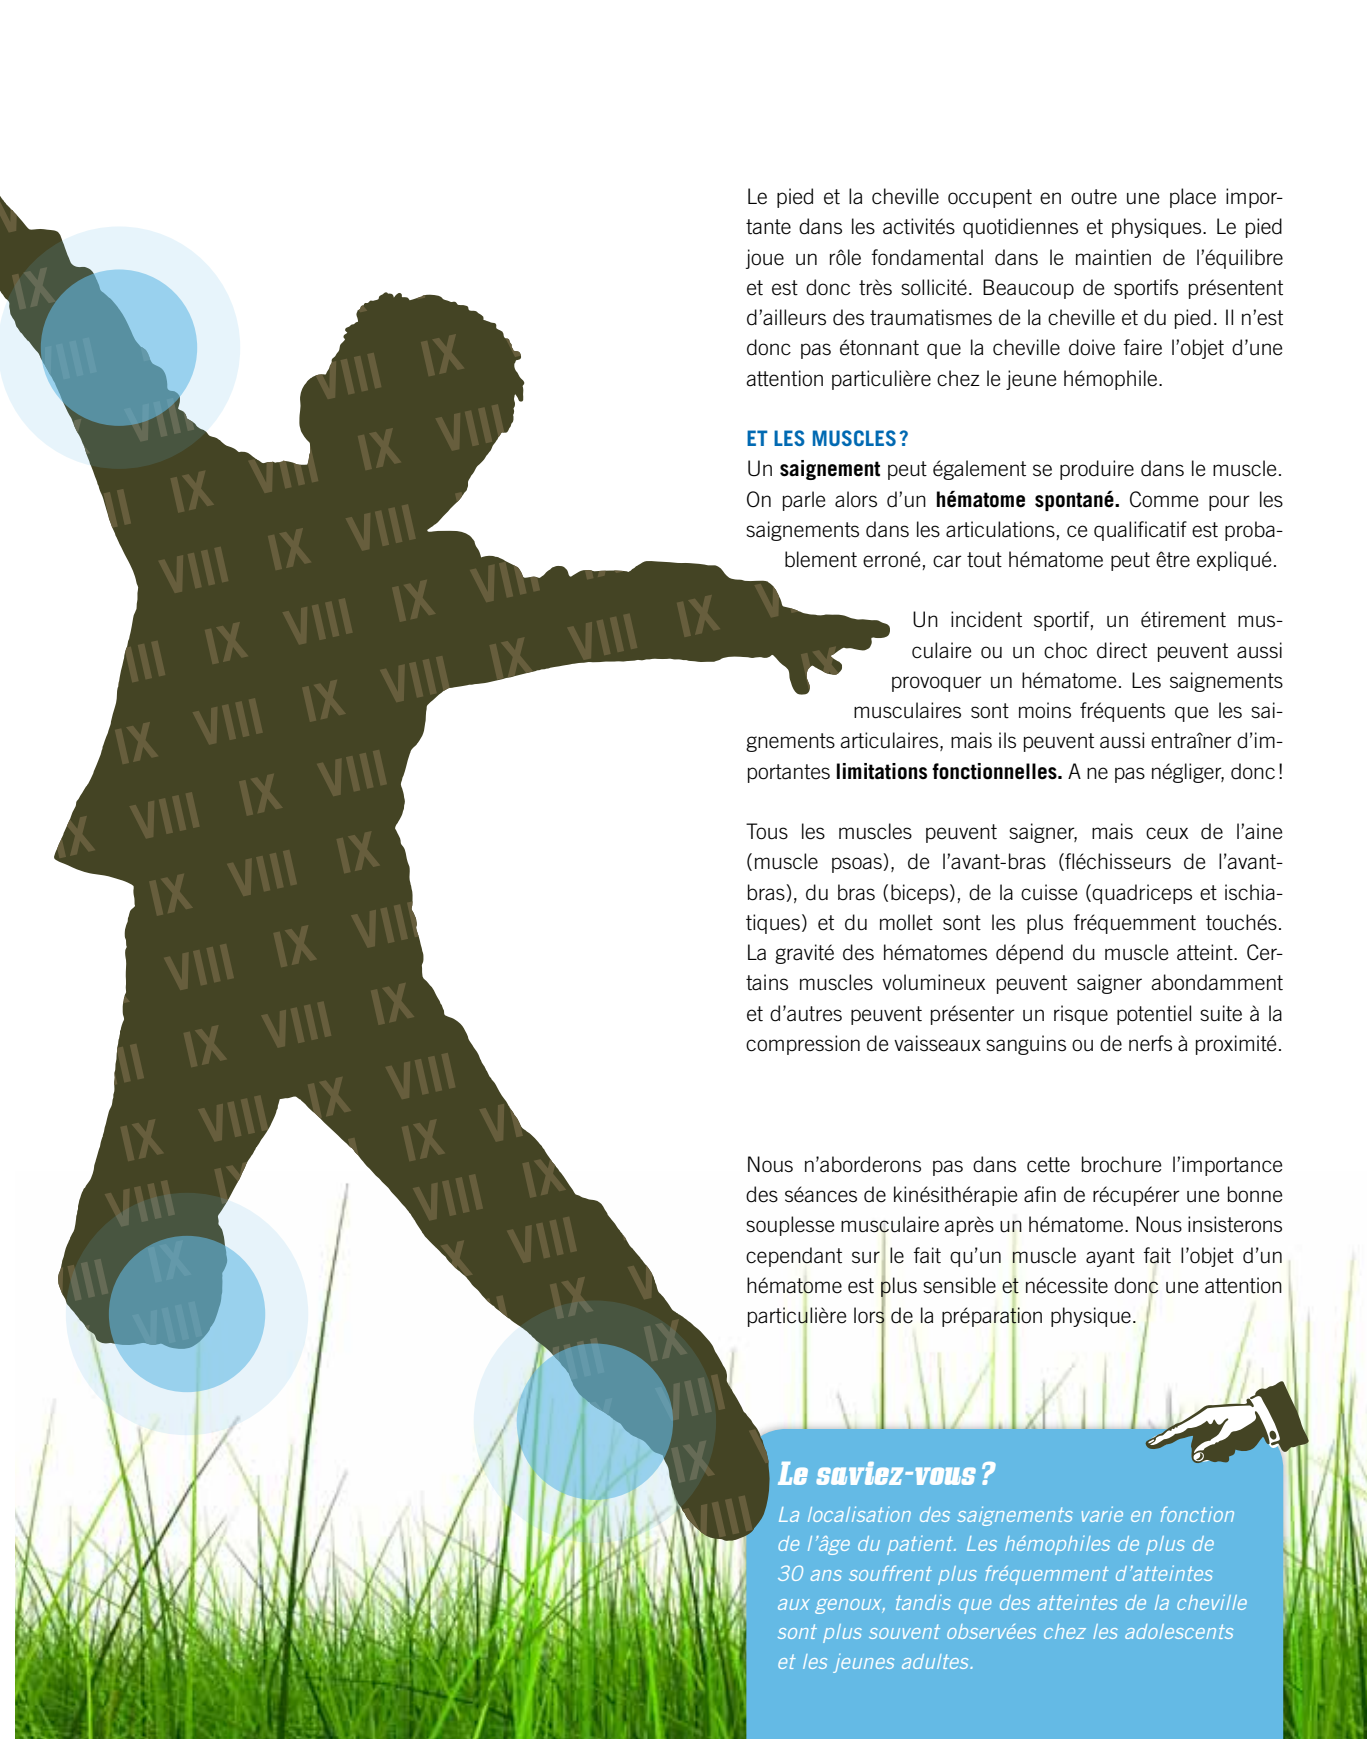 Le pied et la cheville occupent en outre une place impor-
tante dans les activités quotidiennes et physiques. Le pied
joue un rôle fondamental dans le maintien de l'équilibre
et est donc très sollicité. Beaucoup de sportifs présentent
d'ailleurs des traumatismes de la cheville et du pied. Il n'est
donc pas étonnant que la cheville doive faire l'objet d'une
attention particulière chez le jeune hémophile.
ET LES MUSCLES ?
Un saignement peut également se produire dans le muscle.
On parle alors d'un hématome spontané. Comme pour les
saignements dans les articulations, ce qualificatif est proba-
blement erroné, car tout hématome peut être expliqué.
Un incident sportif, un étirement mus-
culaire ou un choc direct peuvent aussi
provoquer un hématome. Les saignements
musculaires sont moins fréquents que les sai-
gnements articulaires, mais ils peuvent aussi entraîner d'im-
portantes limitations fonctionnelles. A ne pas négliger, donc !
Tous les muscles peuvent saigner, mais ceux de l'aine
(muscle psoas), de l'avant-bras (fléchisseurs de l'avant-
bras), du bras (biceps), de la cuisse (quadriceps et ischia-
tiques) et du mollet sont les plus fréquemment touchés.
La gravité des hématomes dépend du muscle atteint. Cer-
tains muscles volumineux peuvent saigner abondamment
et d'autres peuvent présenter un risque potentiel suite à la
compression de vaisseaux sanguins ou de nerfs à proximité.
Nous n'aborderons pas dans cette brochure l'importance
des séances de kinésithérapie afin de récupérer une bonne
souplesse musculaire après un hématome. Nous insisterons
cependant sur le fait qu'un muscle ayant fait l'objet d'un
hématome est plus sensible et nécessite donc une attention
particulière lors de la préparation physique.
Le saviez-vous ?
La localisation des saignements varie en fonction
de l'âge du patient. Les hémophiles de plus de
30 ans souffrent plus fréquemment d'atteintes
aux genoux, tandis que des atteintes de la cheville
sont plus souvent observées chez les adolescents
et les jeunes adultes.